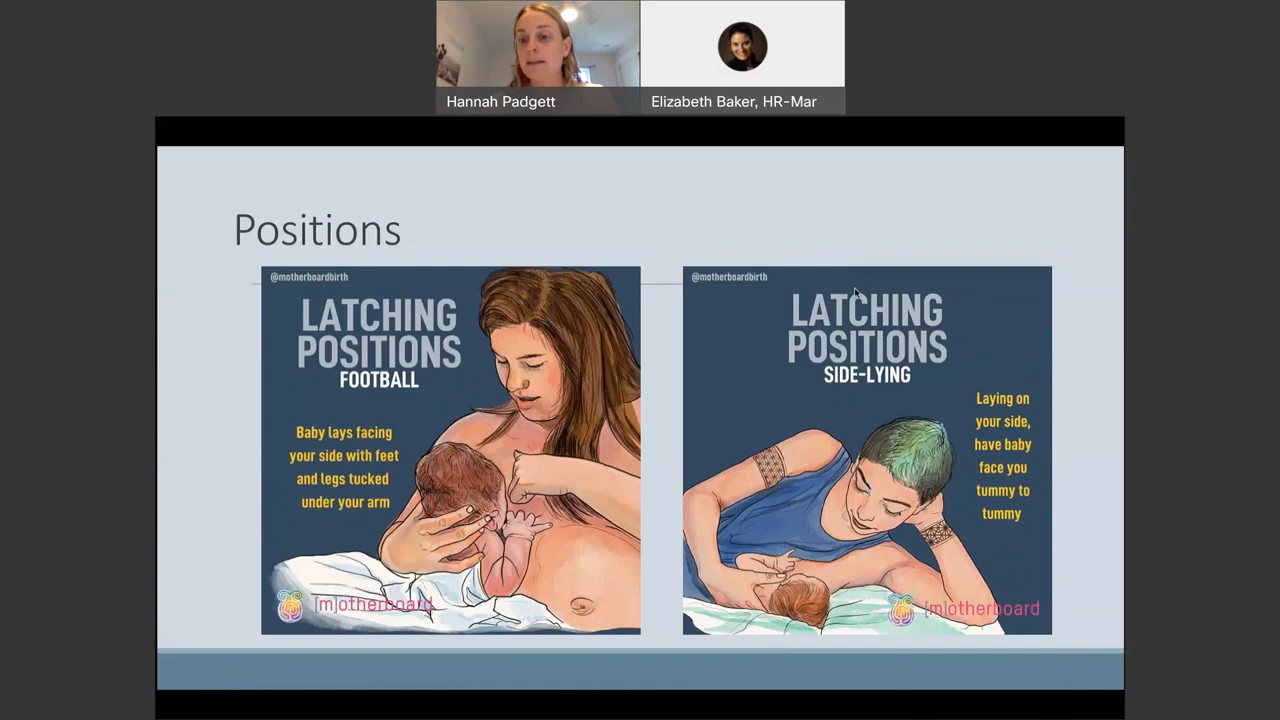 Hannah Padgett
Elizabeth Baker, HR-Mar
Positions
@motherboardbirth
LATCHING
POSITIONS
FOOTBALL
Baby lays facing
your side with feet
and legs tucked
under your arm
[m]otherboard
@motherboardbirth
LATCHING
POSITIONS
SIDE-LYING
Laying on
your side,
have baby
face you
tummy to
tummy
[m]otherboard